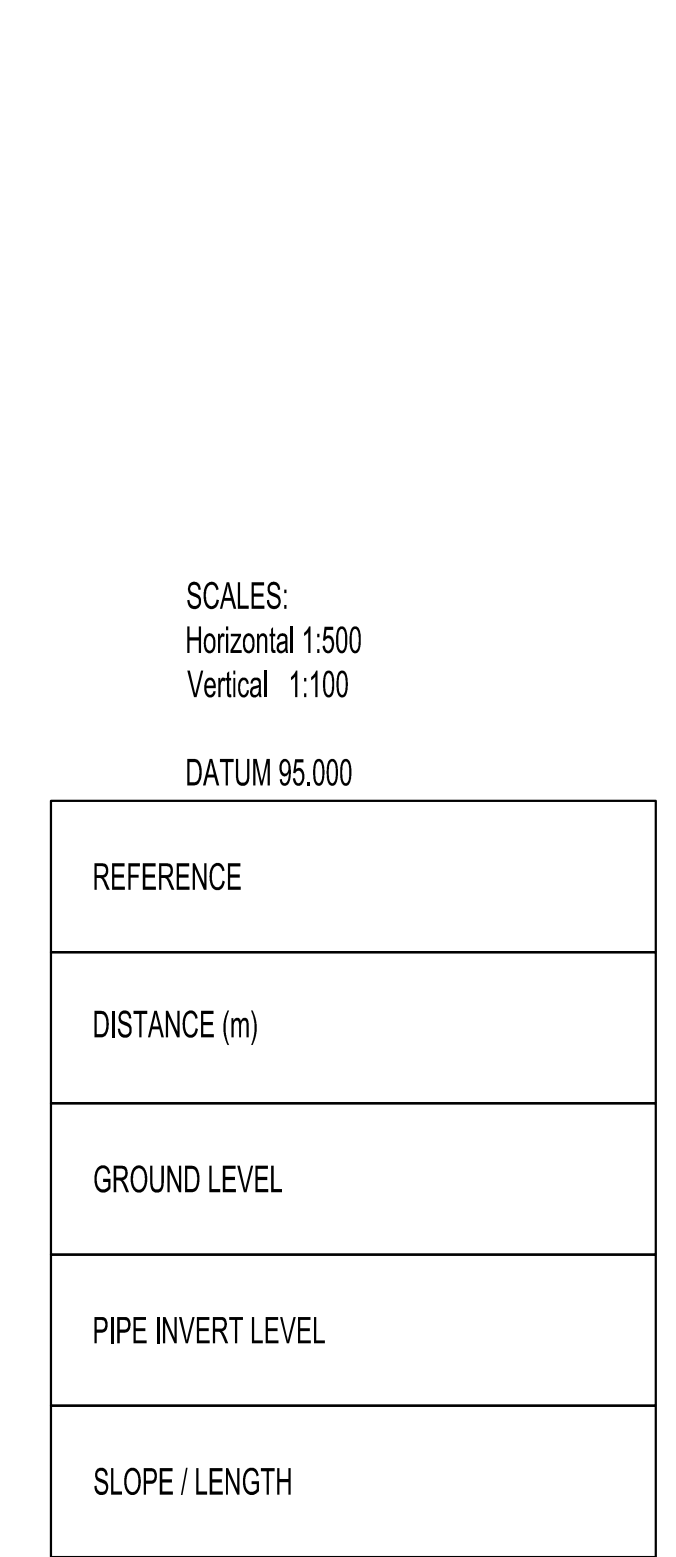 SCALES:
Horizontal 1:500
Vertical 1:100
DATUM 95.000
REFERENCE
DISTANCE (m)
GROUND LEVEL
PIPE INVERT LEVEL
SLOPE / LENGTH